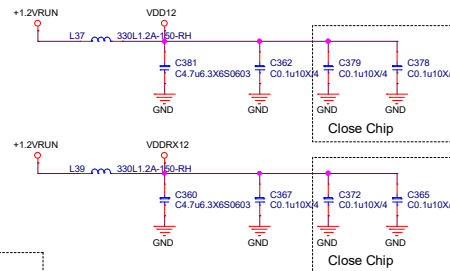 +1.2VRUN VDD12
L37 330L1.2A-150-RH
C381 C362 C379 C378
C4.7u6.3X6S0603 C0.1u10X/4 C0.1u10X/4 C0.1u10X/4
GND GND GND GND
Close Chip
+1.2VRUN VDDRX12
L39 330L1.2A-150-RH
C360 C367 C372 C365
C4.7u6.3X6S0603 C0.1u10X/4 C0.1u10X/4 C0.1u10X/4
GND GND GND GND
Close Chip